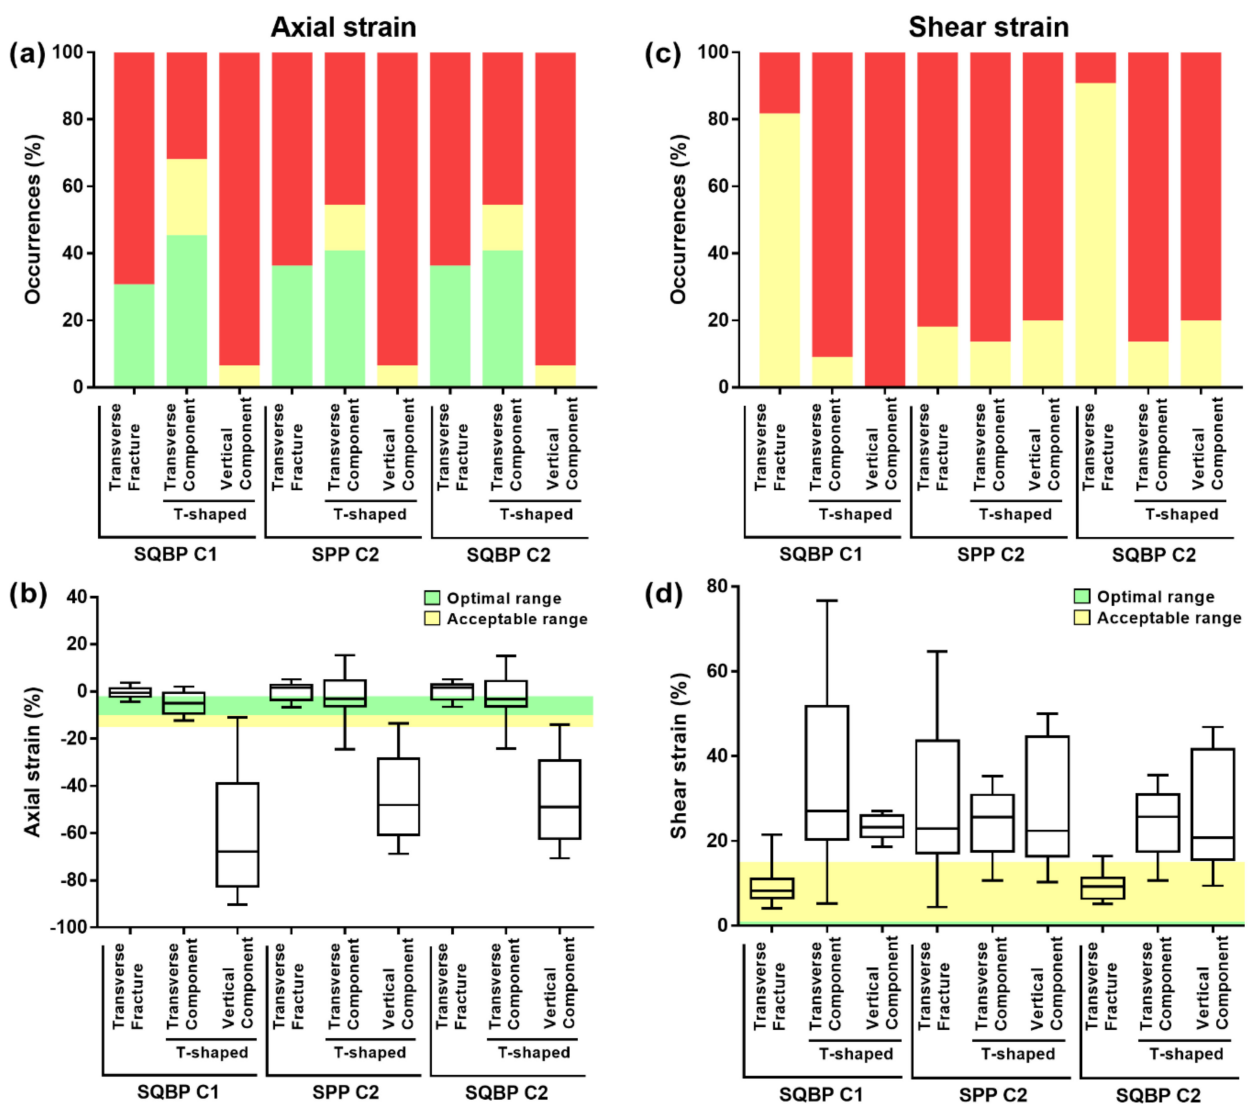 Axial strain
(a)
Occurrences (%)
100
80
60
40
20
0
Transverse
Fracture
Transverse
Component
Vertical
Component
T-shaped
SQBP C1
Transverse
Fracture
Transverse
Component
Vertical
Component
T-shaped
SPP C2
Transverse
Fracture
Transverse
Component
Vertical
Component
T-shaped
SQBP C2
Shear strain
(c)
Occurrences (%)
100
80
60
40
20
0
Transverse
Fracture
Transverse
Component
Vertical
Component
T-shaped
SQBP C1
Transverse
Fracture
Transverse
Component
Vertical
Component
T-shaped
SPP C2
Transverse
Fracture
Transverse
Component
Vertical
Component
T-shaped
SQBP C2
(b)
Optimal range
Acceptable range
Axial strain (%)
40
20
0
-20
-40
-60
-80
-100
Transverse
Fracture
Transverse
Component
Vertical
Component
T-shaped
SQBP C1
Transverse
Fracture
Transverse
Component
Vertical
Component
T-shaped
SPP C2
Transverse
Fracture
Transverse
Component
Vertical
Component
T-shaped
SQBP C2
(d)
Optimal range
Acceptable range
Shear strain (%)
80
60
40
20
0
Transverse
Fracture
Transverse
Component
Vertical
Component
T-shaped
SQBP C1
Transverse
Fracture
Transverse
Component
Vertical
Component
T-shaped
SPP C2
Transverse
Fracture
Transverse
Component
Vertical
Component
T-shaped
SQBP C2